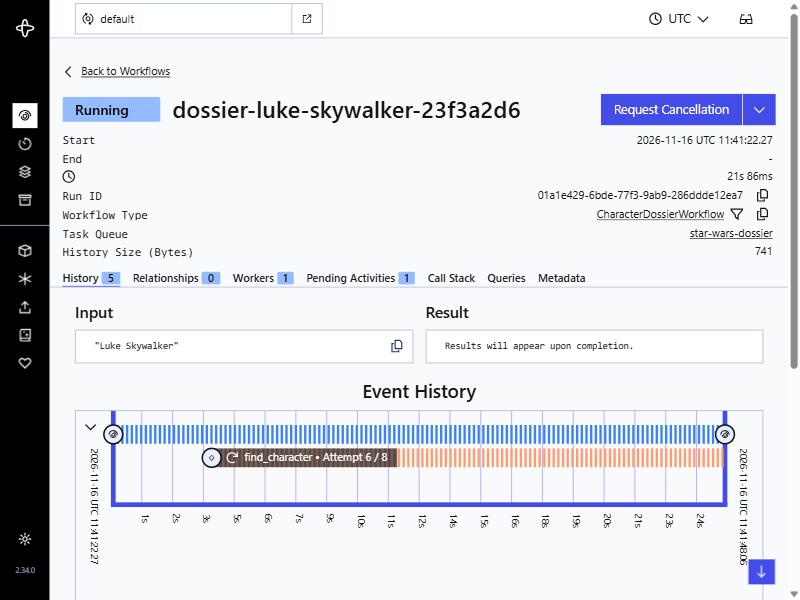 default
UTC
Back to Workflows
Running
dossier-luke-skywalker-23f3a2d6
Request Cancellation
Start
2026-11-16 UTC 11:41:22.27
End
-
21s 86ms
Run ID
01a1e429-6bde-77f3-9ab9-286ddde12ea7
Workflow Type
CharacterDossierWorkflow
Task Queue
star-wars-dossier
History Size (Bytes)
741
History 5 Relationships 0 Workers 1 Pending Activities 1 Call Stack Queries Metadata
Input
Result
"Luke Skywalker"
Results will appear upon completion.
Event History
find_character • Attempt 6 / 8
2026-11-16 UTC 11:41:22.27
1s 2s 3s 5s 6s 7s 9s 10s 11s 12s 14s 15s 16s 18s 19s 20s 21s 23s 24s
2026-11-16 UTC 11:41:48.06
2.34.0